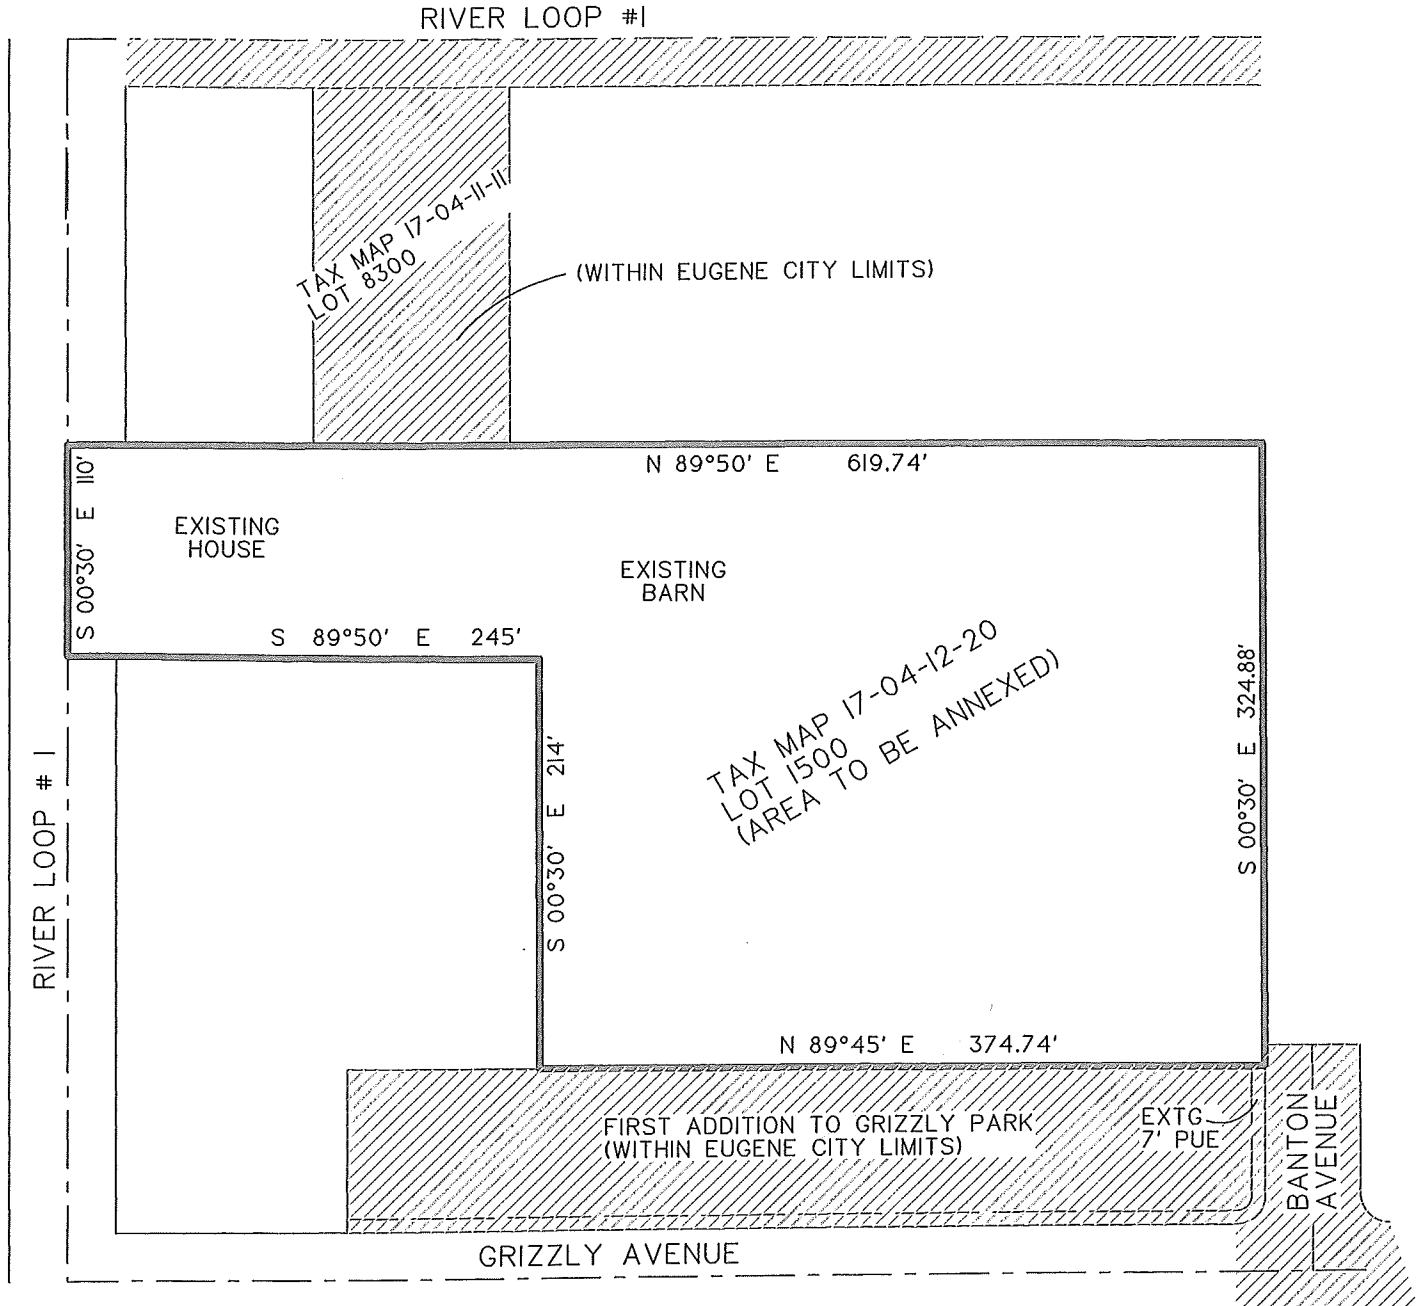 RIVER LOOP #1
TAX MAP 17-04-11-11
LOT 8300
(WITHIN EUGENE CITY LIMITS)
N 89°50' E 619.74'
S 00°30' E 110'
EXISTING
HOUSE
EXISTING
BARN
S 89°50' E 245'
TAX MAP 17-04-12-20
LOT 1500
(AREA TO BE ANNEXED)
S 00°30' E 324.88'
S 00°30' E 214'
RIVER LOOP # 1
N 89°45' E 374.74'
FIRST ADDITION TO GRIZZLY PARK
(WITHIN EUGENE CITY LIMITS)
EXTG
7' PUE
BANTON
AVENUE
GRIZZLY AVENUE